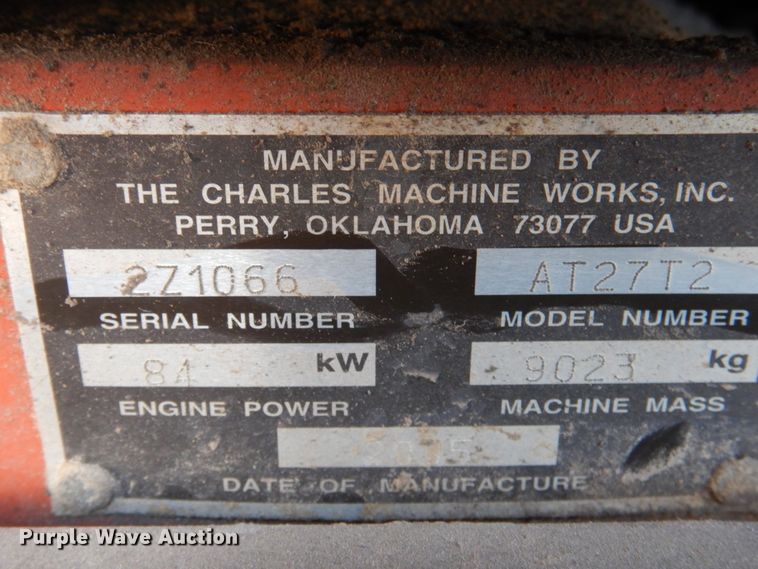 MANUFACTURED BY
THE CHARLES MACHINE WORKS, INC.
PERRY, OKLAHOMA 73077 USA
2Z1066 AT27T2
SERIAL NUMBER MODEL NUMBER
84 kW 9023 kg
ENGINE POWER MACHINE MASS
2005
DATE OF MANUFACTURE
Purple Wave Auction